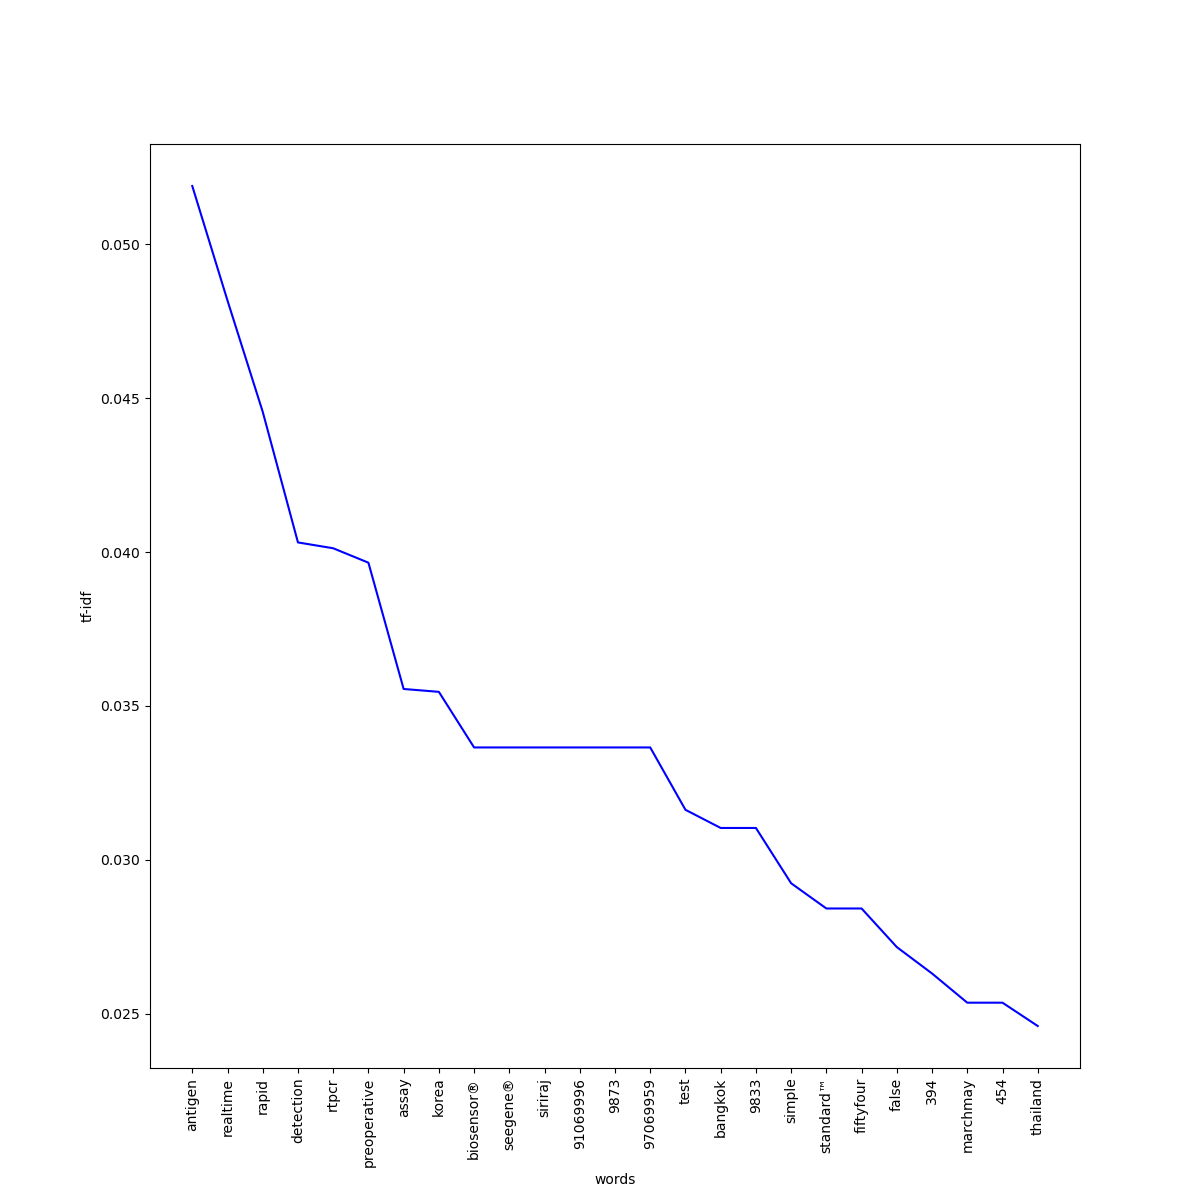 0.050
0.045
0.040
0.035
0.030
0.025
tf-idf
antigen
realtime
rapid
detection
rtpcr
preoperative
assay
korea
biosensor®
seegene®
siriraj
91069996
9873
97069959
test
bangkok
9833
simple
standard™
fiftyfour
false
394
marchmay
454
thailand
words